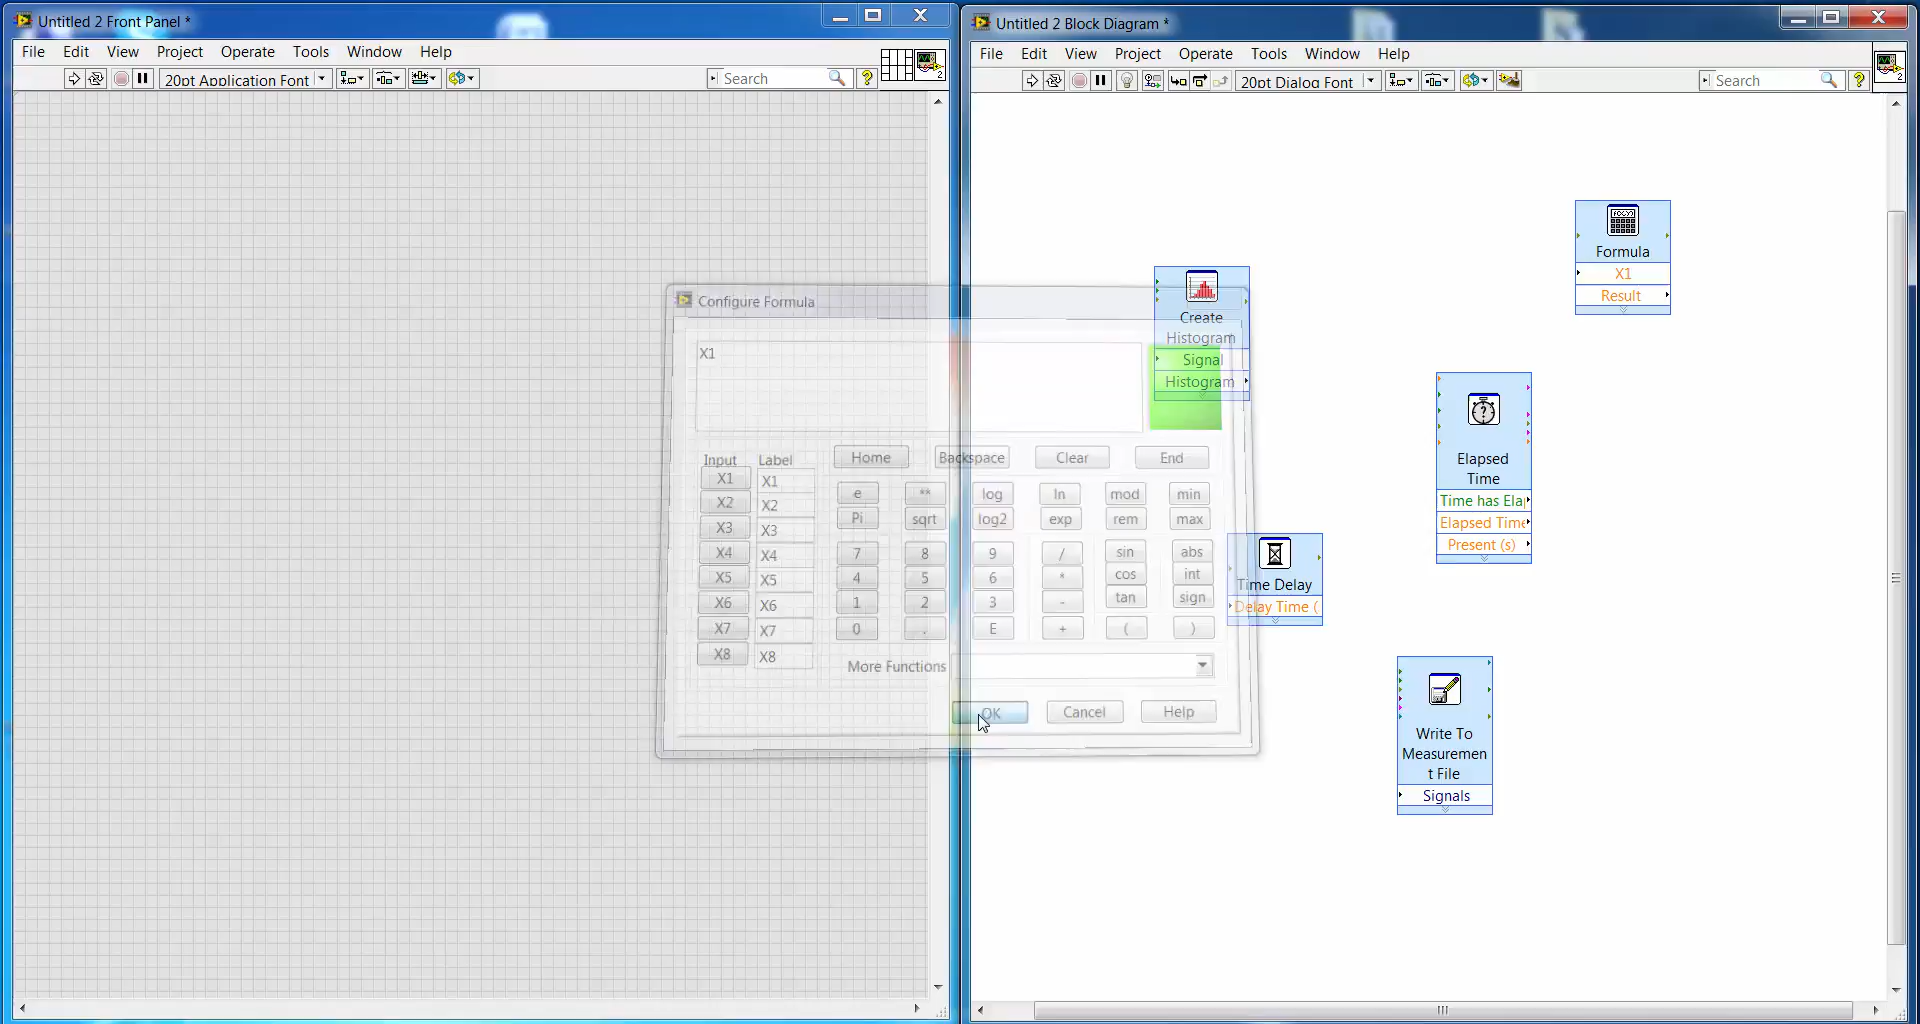 Untitled 2 Front Panel *
File Edit View Project Operate Tools Window Help
20pt Application Font
Search
?
2
Untitled 2 Block Diagram *
File Edit View Project Operate Tools Window Help
20pt Dialog Font
Search
?
2
Formula
X1
Result
Create
Histogram
Signal
Histogram
Configure Formula
X1
Input Label
Home Backspace Clear End
X1 X1
X2 X2
X3 X3
X4 X4
X5 X5
X6 X6
X7 X7
X8 X8
e ** log ln mod min
Pi sqrt log2 exp rem max
7 8 9 / sin abs
4 5 6 * cos int
1 2 3 - tan sign
0 . E + ( )
More Functions
OK Cancel Help
?
Elapsed
Time
Time has Ela
Elapsed Time
Present (s)
Time Delay
Delay Time (
Write To
Measuremen
t File
Signals